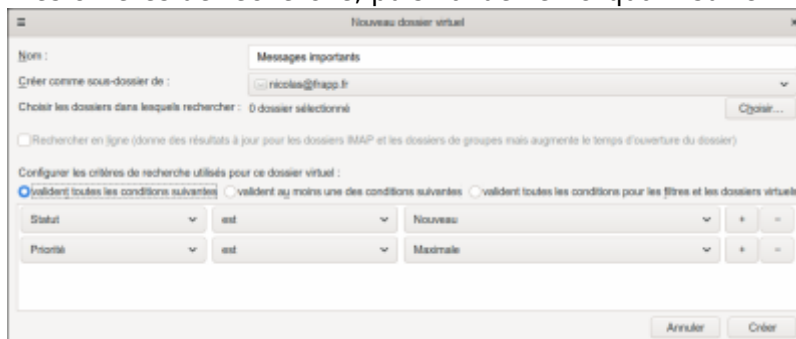 Nouveau dossier virtuel
Nom :
Messages importants
Créer comme sous-dossier de :
nicolas@frapp.fr
Choisir les dossiers dans lesquels rechercher :
0 dossier sélectionné
Choisir...
Rechercher en ligne (donne des résultats à jour pour les dossiers IMAP et les dossiers de groupes mais augmente le temps d'ouverture du dossier)
Configurer les critères de recherche utilisés pour ce dossier virtuel :
valident toutes les conditions suivantes
valident au moins une des conditions suivantes
valident toutes les conditions pour les filtres et les dossiers virtuels
Statut
est
Nouveau
+
-
Priorité
est
Maximale
+
-
Annuler
Créer